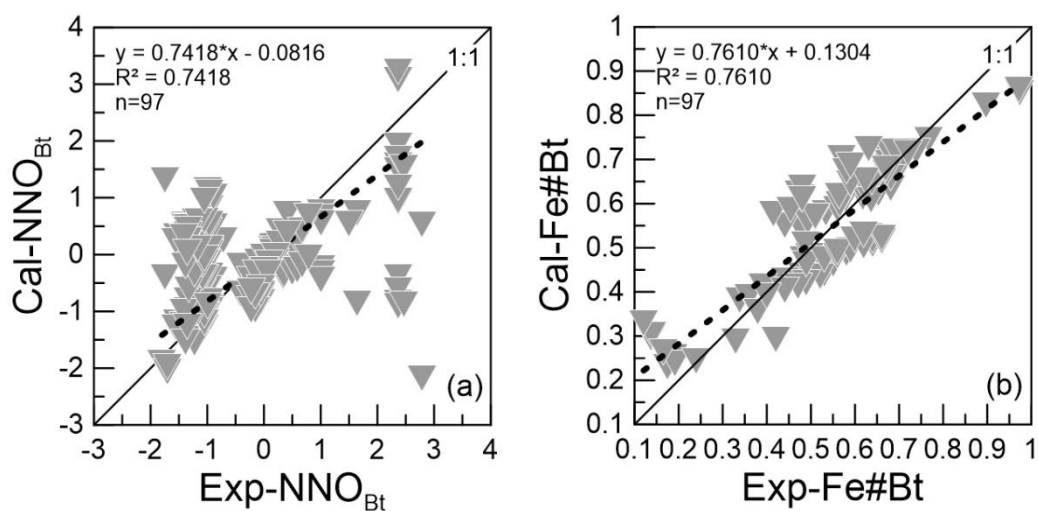 y = 0.7418*x - 0.0816
R² = 0.7418
n=97
1:1
(a)
4
3
2
1
0
-1
-2
-3
-3 -2 -1 0 1 2 3 4
Cal-NNO_Bt
Exp-NNO_Bt
y = 0.7610*x + 0.1304
R² = 0.7610
n=97
1:1
(b)
1
0.9
0.8
0.7
0.6
0.5
0.4
0.3
0.2
0.1
0.1 0.2 0.3 0.4 0.5 0.6 0.7 0.8 0.9 1
Cal-Fe#Bt
Exp-Fe#Bt